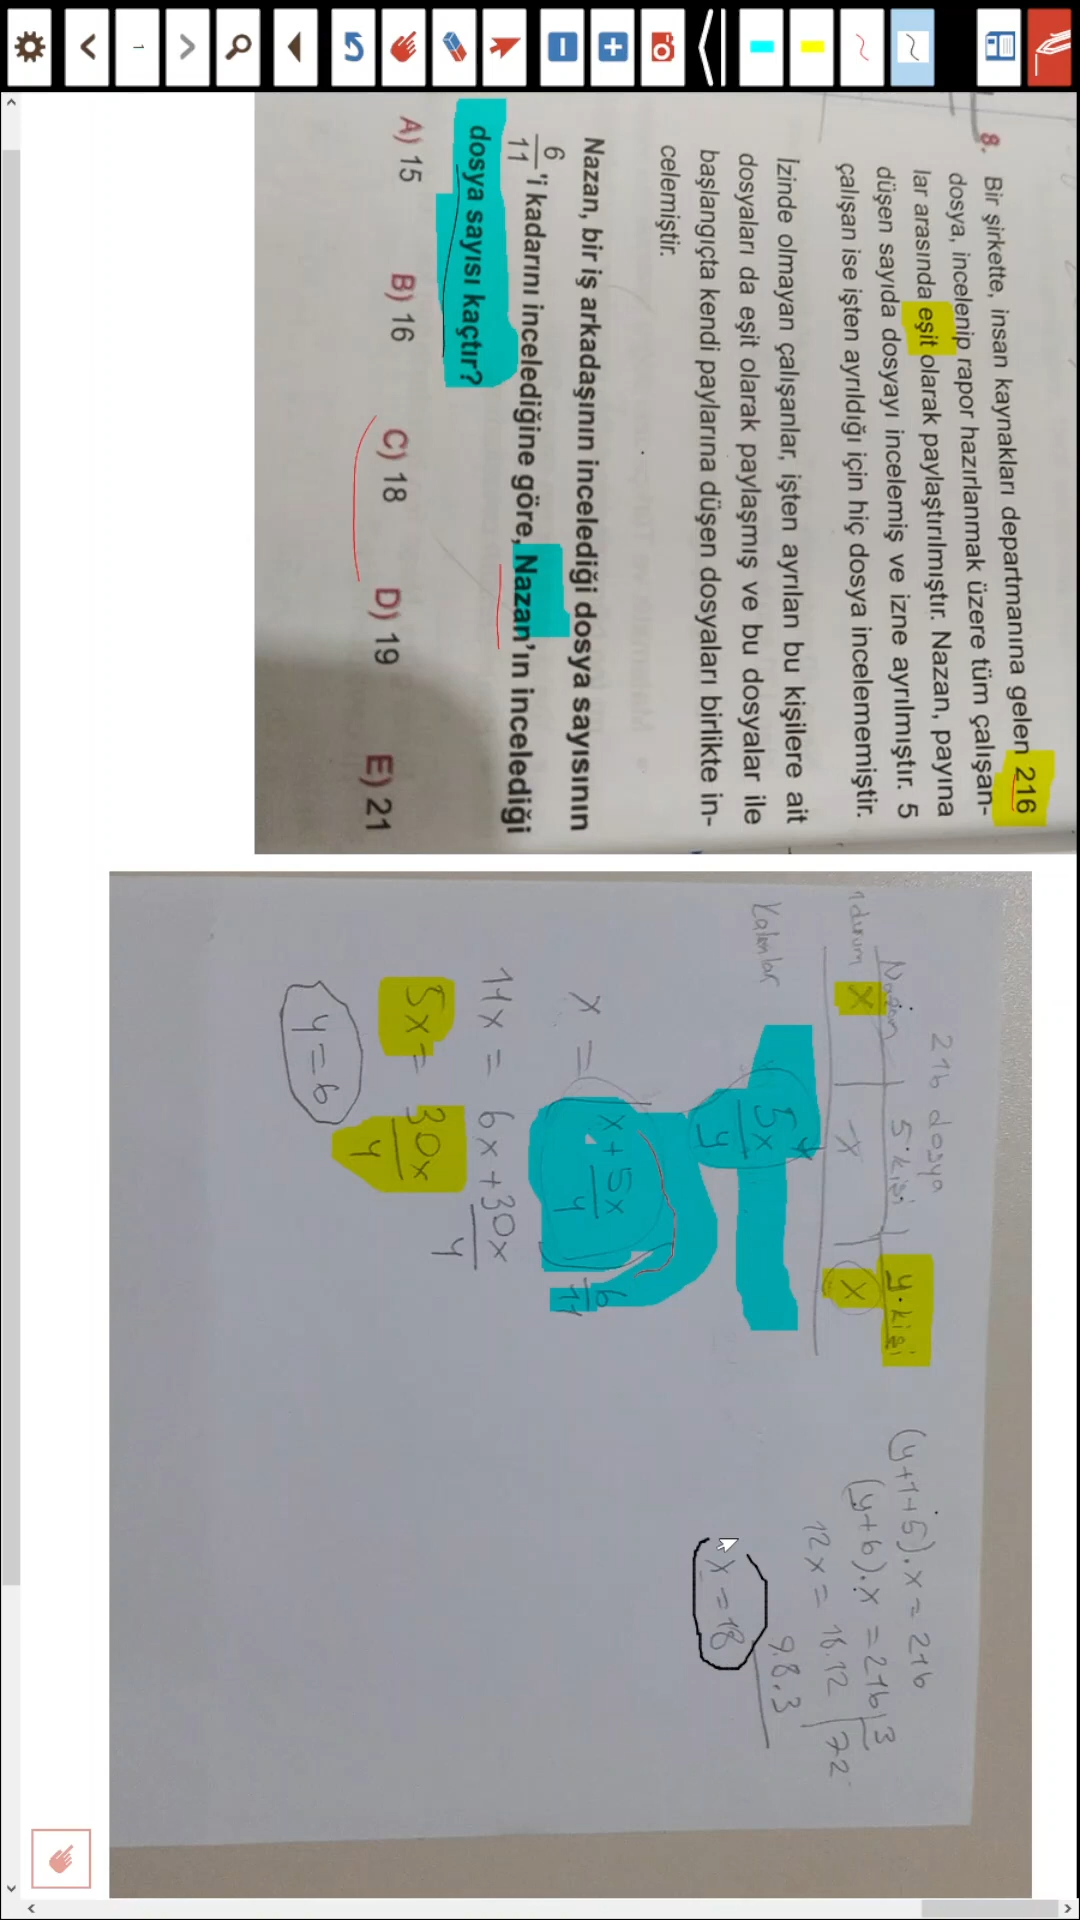 1
8. Bir şirkette, insan kaynakları departmanına gelen 216
dosya, incelenip rapor hazırlanmak üzere tüm çalışan-
lar arasında eşit olarak paylaştırılmıştır. Nazan, payına
düşen sayıda dosyayı incelemiş ve izne ayrılmıştır. 5
çalışan ise işten ayrıldığı için hiç dosya incelememiştir.
İzinde olmayan çalışanlar, işten ayrılan bu kişilere ait
dosyaları da eşit olarak paylaşmış ve bu dosyalar ile
başlangıçta kendi paylarına düşen dosyaları birlikte in-
celemiştir.
Nazan, bir iş arkadaşının incelediği dosya sayısının
6/11 'i kadarını incelediğine göre, Nazan'ın incelediği
dosya sayısı kaçtır?
A) 15 B) 16 C) 18 D) 19 E) 21
216 dosya
Nazan | 5.kişi | y.kişi
1.durum x | x | x
Kalanlar 5x/y
x = (x + 5x/y) 6/11
11x = 6x + 30x/y
5x = 30x/y
y = 6
(y+1+5).x = 216
(y+6).x = 216 | 3
72
12x = 18.12
9.8.3
x = 18